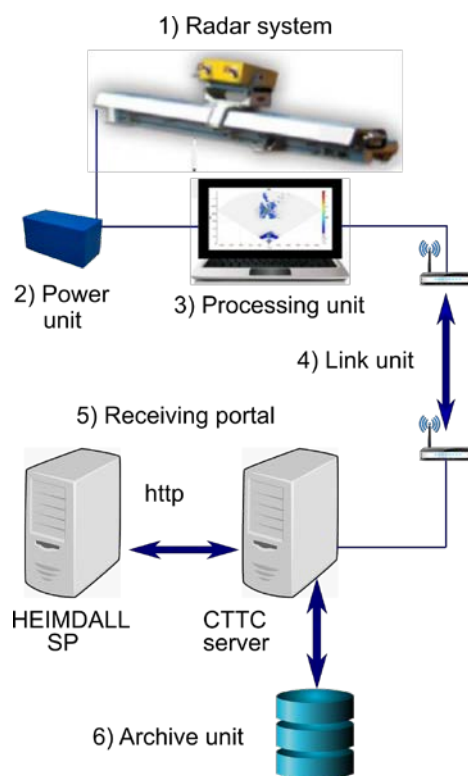 1) Radar system
2) Power
unit
3) Processing unit
4) Link unit
5) Receiving portal
http
HEIMDALL
SP
CTTC
server
6) Archive unit